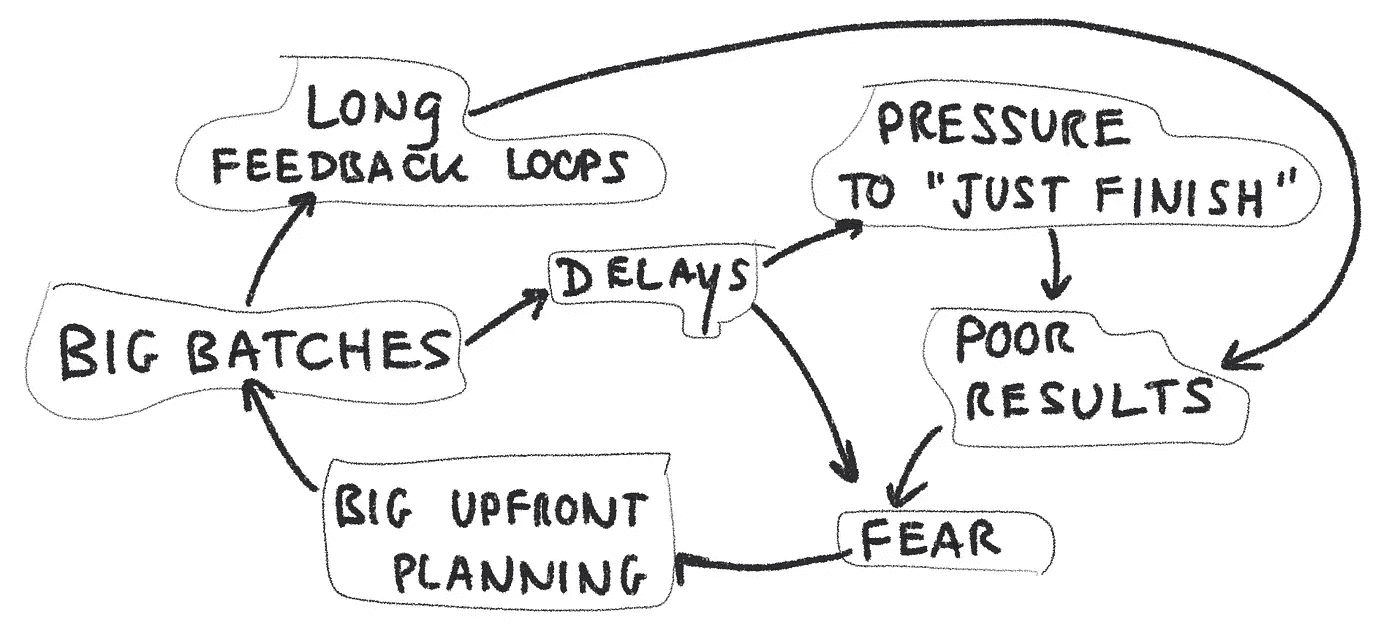 LONG
FEEDBACK LOOPS
PRESSURE
TO "JUST FINISH"
DELAYS
BIG BATCHES
POOR
RESULTS
BIG UPFRONT
PLANNING
FEAR